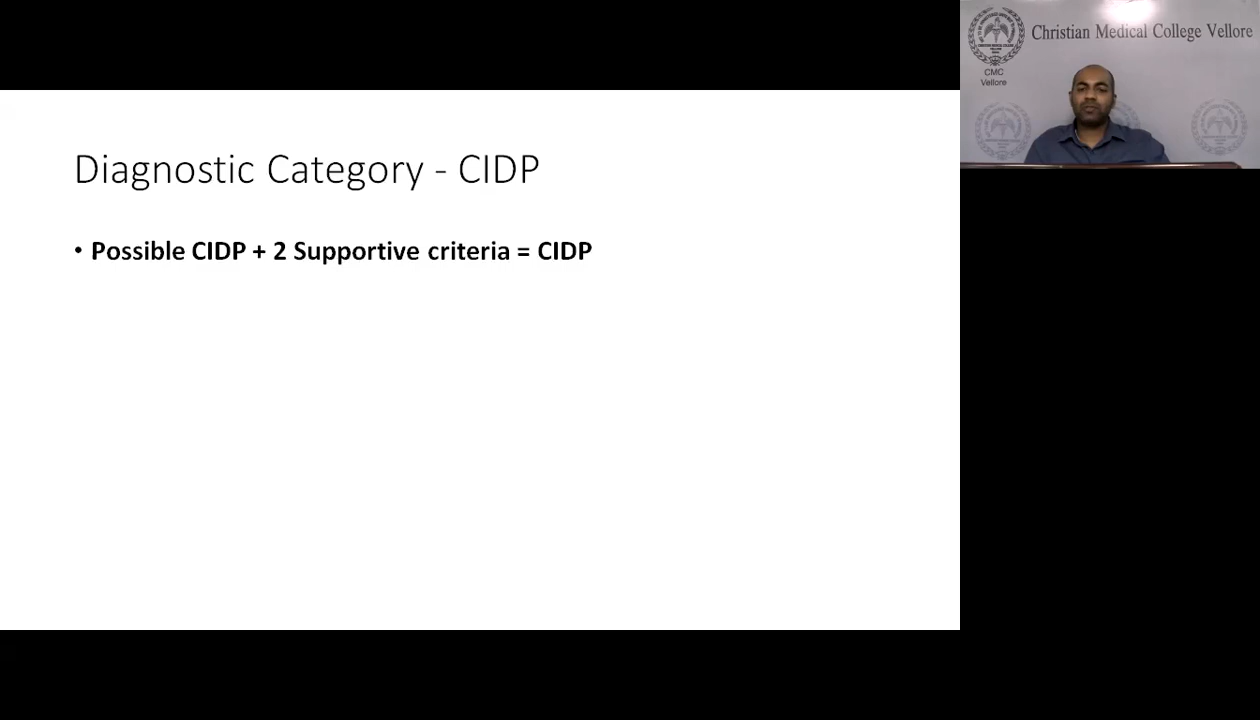 Diagnostic Category - CIDP
• Possible CIDP + 2 Supportive criteria = CIDP
Christian Medical College Vellore
CMC
Vellore